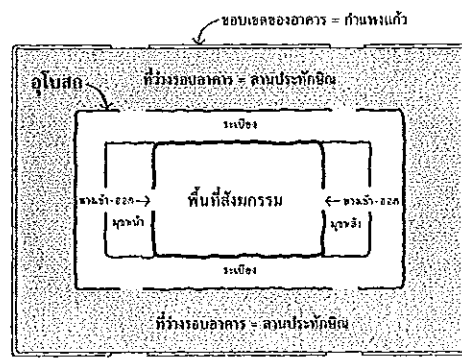 ขอบเขตของอาคาร = กำแพงแก้ว
ที่ว่างรอบอาคาร = ลานประทักษิณ
อุโบสถ
ระเบียง
ทางเข้า-ออก
พื้นที่สังฆกรรม
ทางเข้า-ออก
มุขหน้า
มุขหลัง
ระเบียง
ที่ว่างรอบอาคาร = ลานประทักษิณ